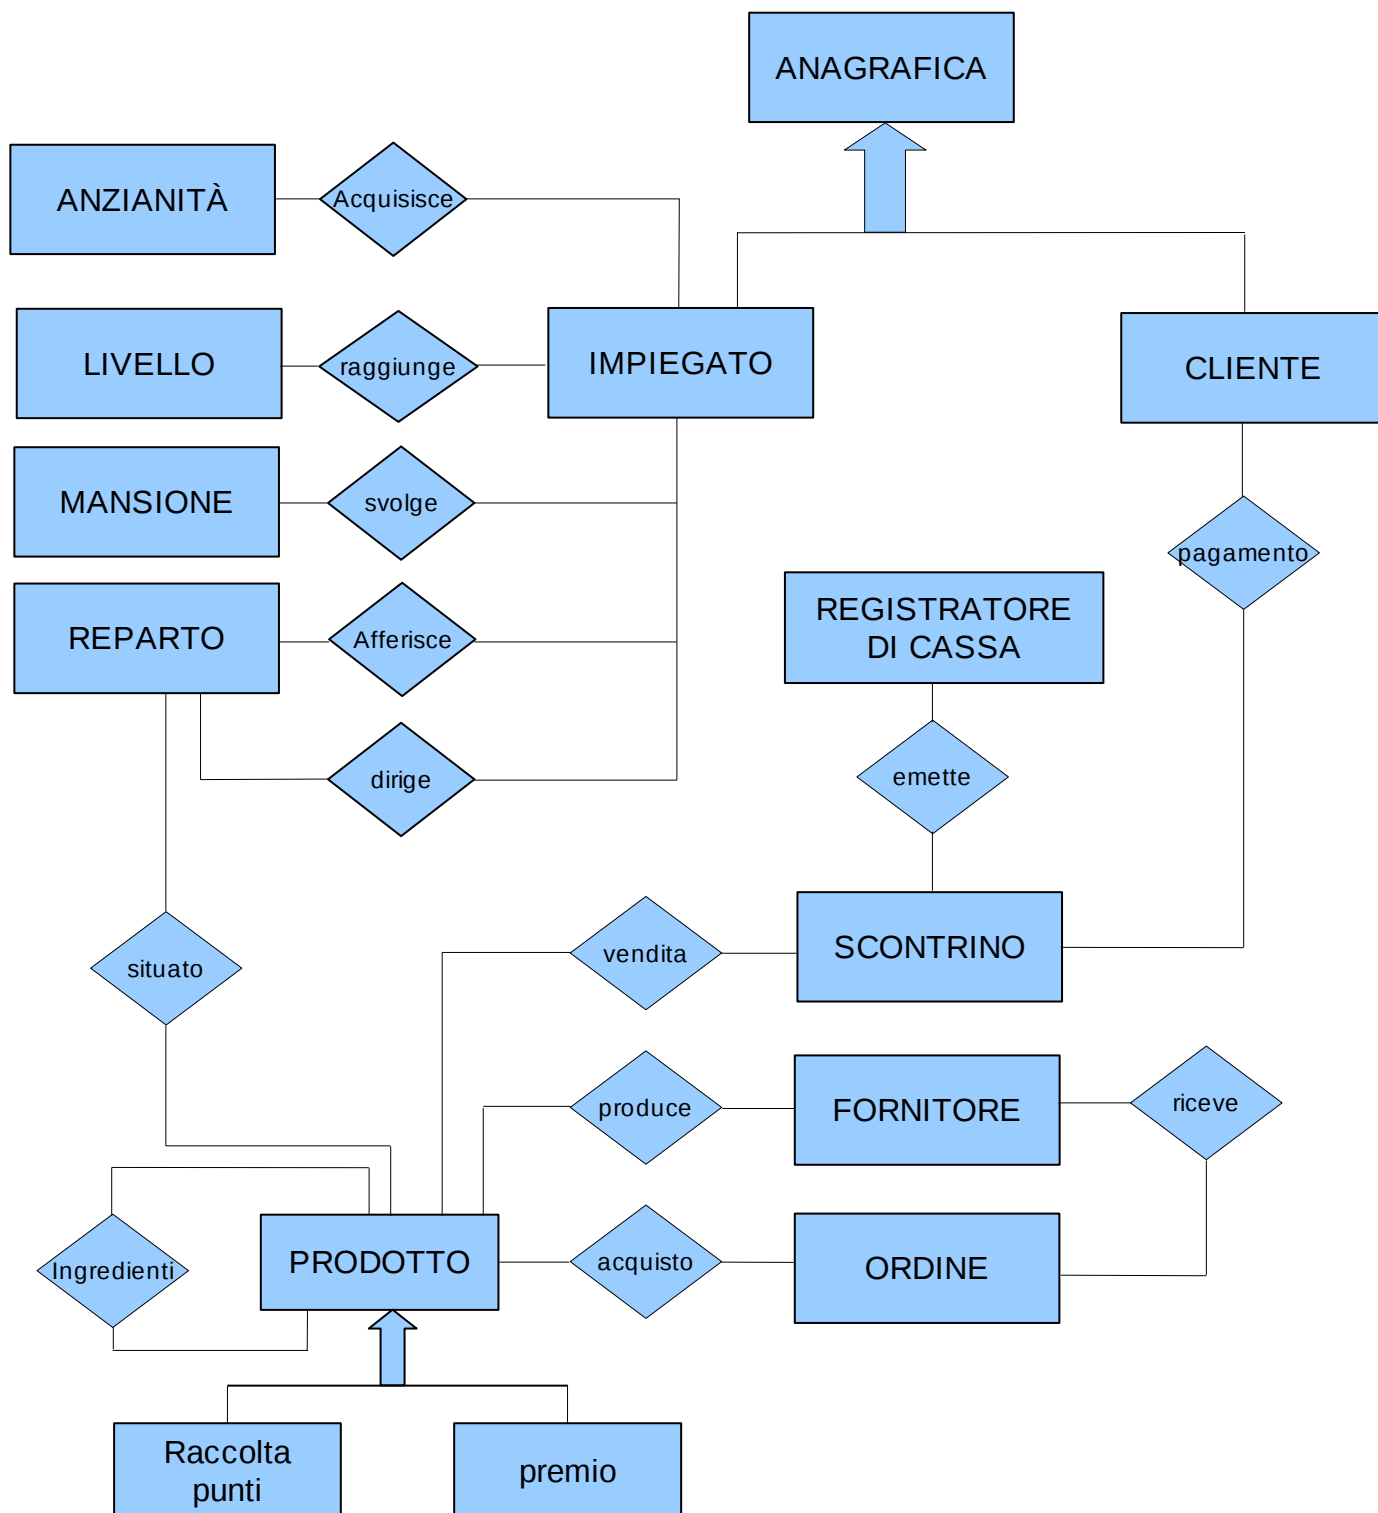 ANAGRAFICA
ANZIANITÀ
Acquisisce
LIVELLO
raggiunge
IMPIEGATO
CLIENTE
MANSIONE
svolge
pagamento
REGISTRATORE
DI CASSA
REPARTO
Afferisce
dirige
emette
situato
vendita
SCONTRINO
produce
FORNITORE
riceve
Ingredienti
PRODOTTO
acquisto
ORDINE
Raccolta
punti
premio